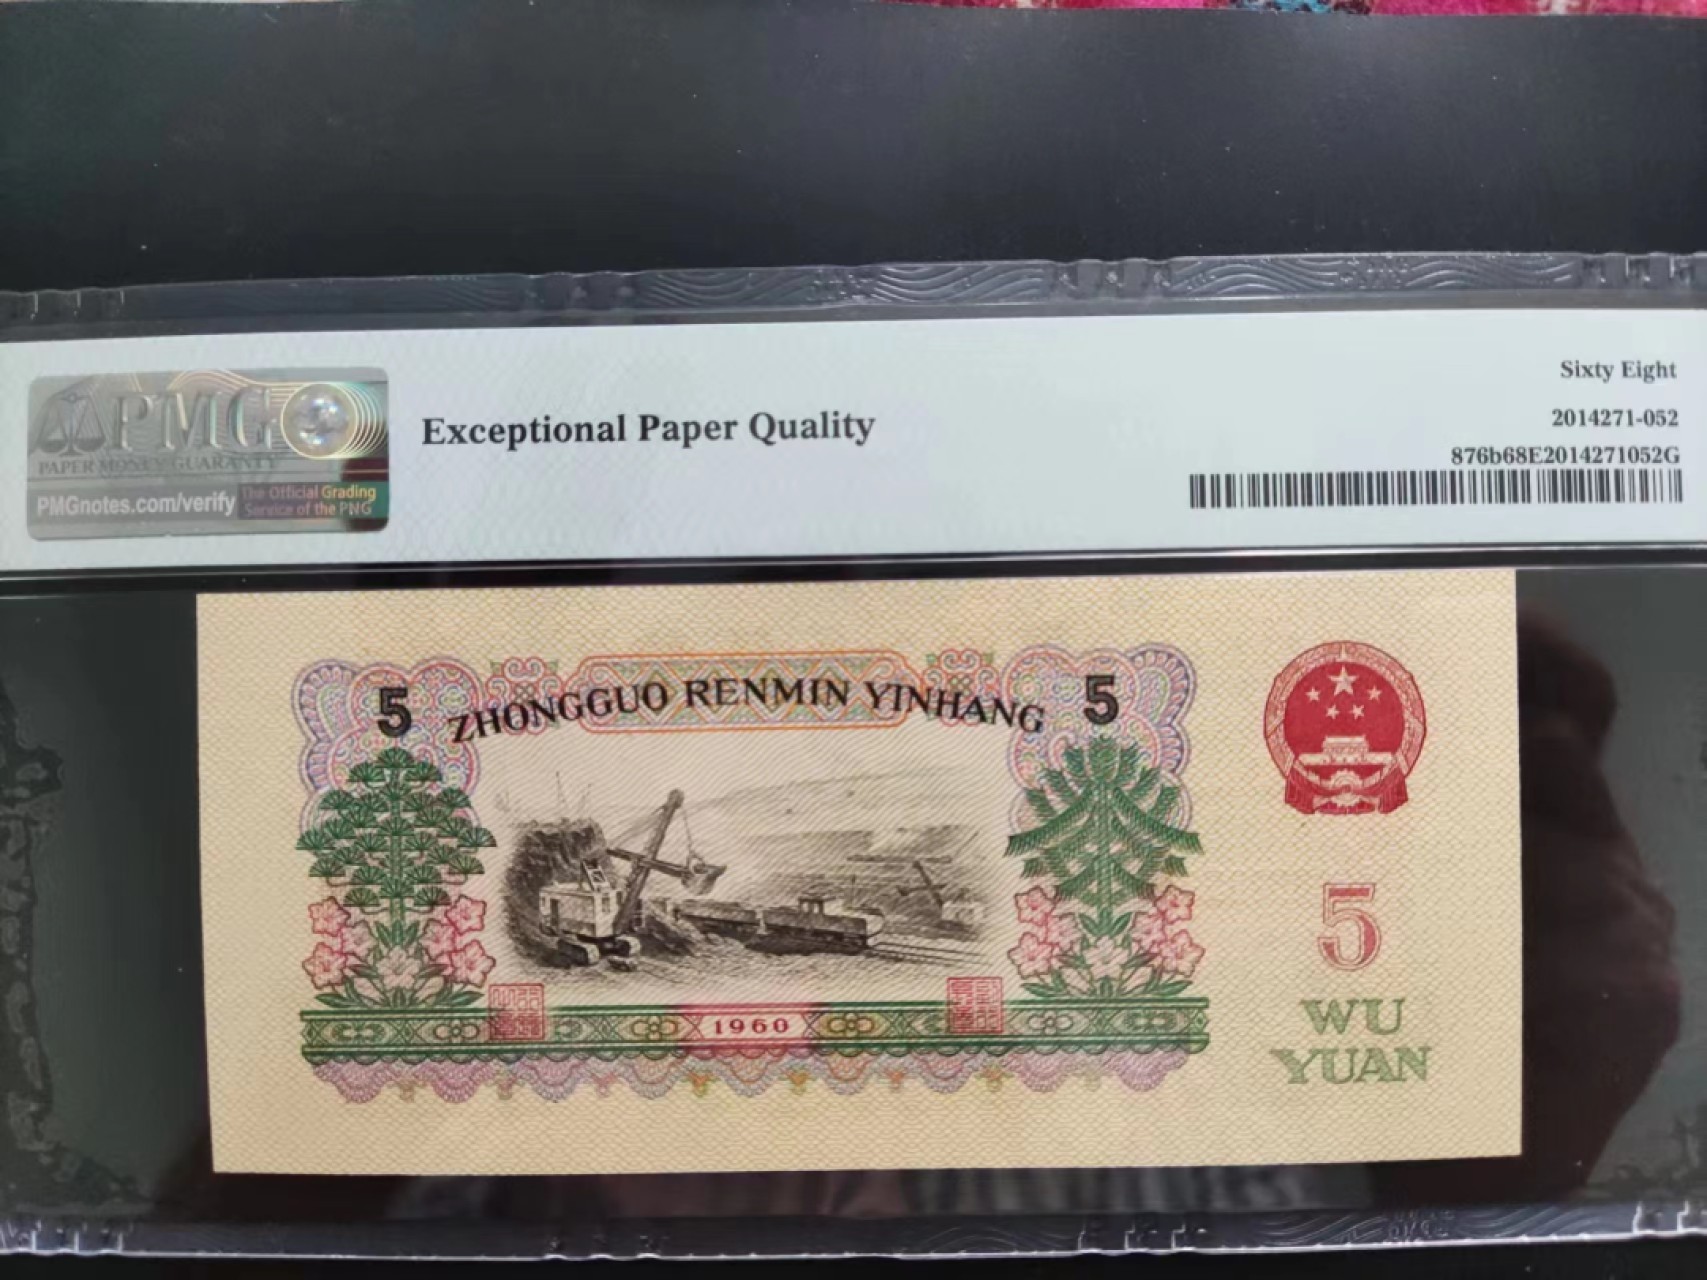 Sixty Eight
2014271-052
876b68E2014271052G
Exceptional Paper Quality
PMG
PAPER MONEY GUARANTY
PMGnotes.com/verify
The Official Grading
Service of the PNG
5 ZHONGGUO RENMIN YINHANG 5
5
WU
YUAN
1960